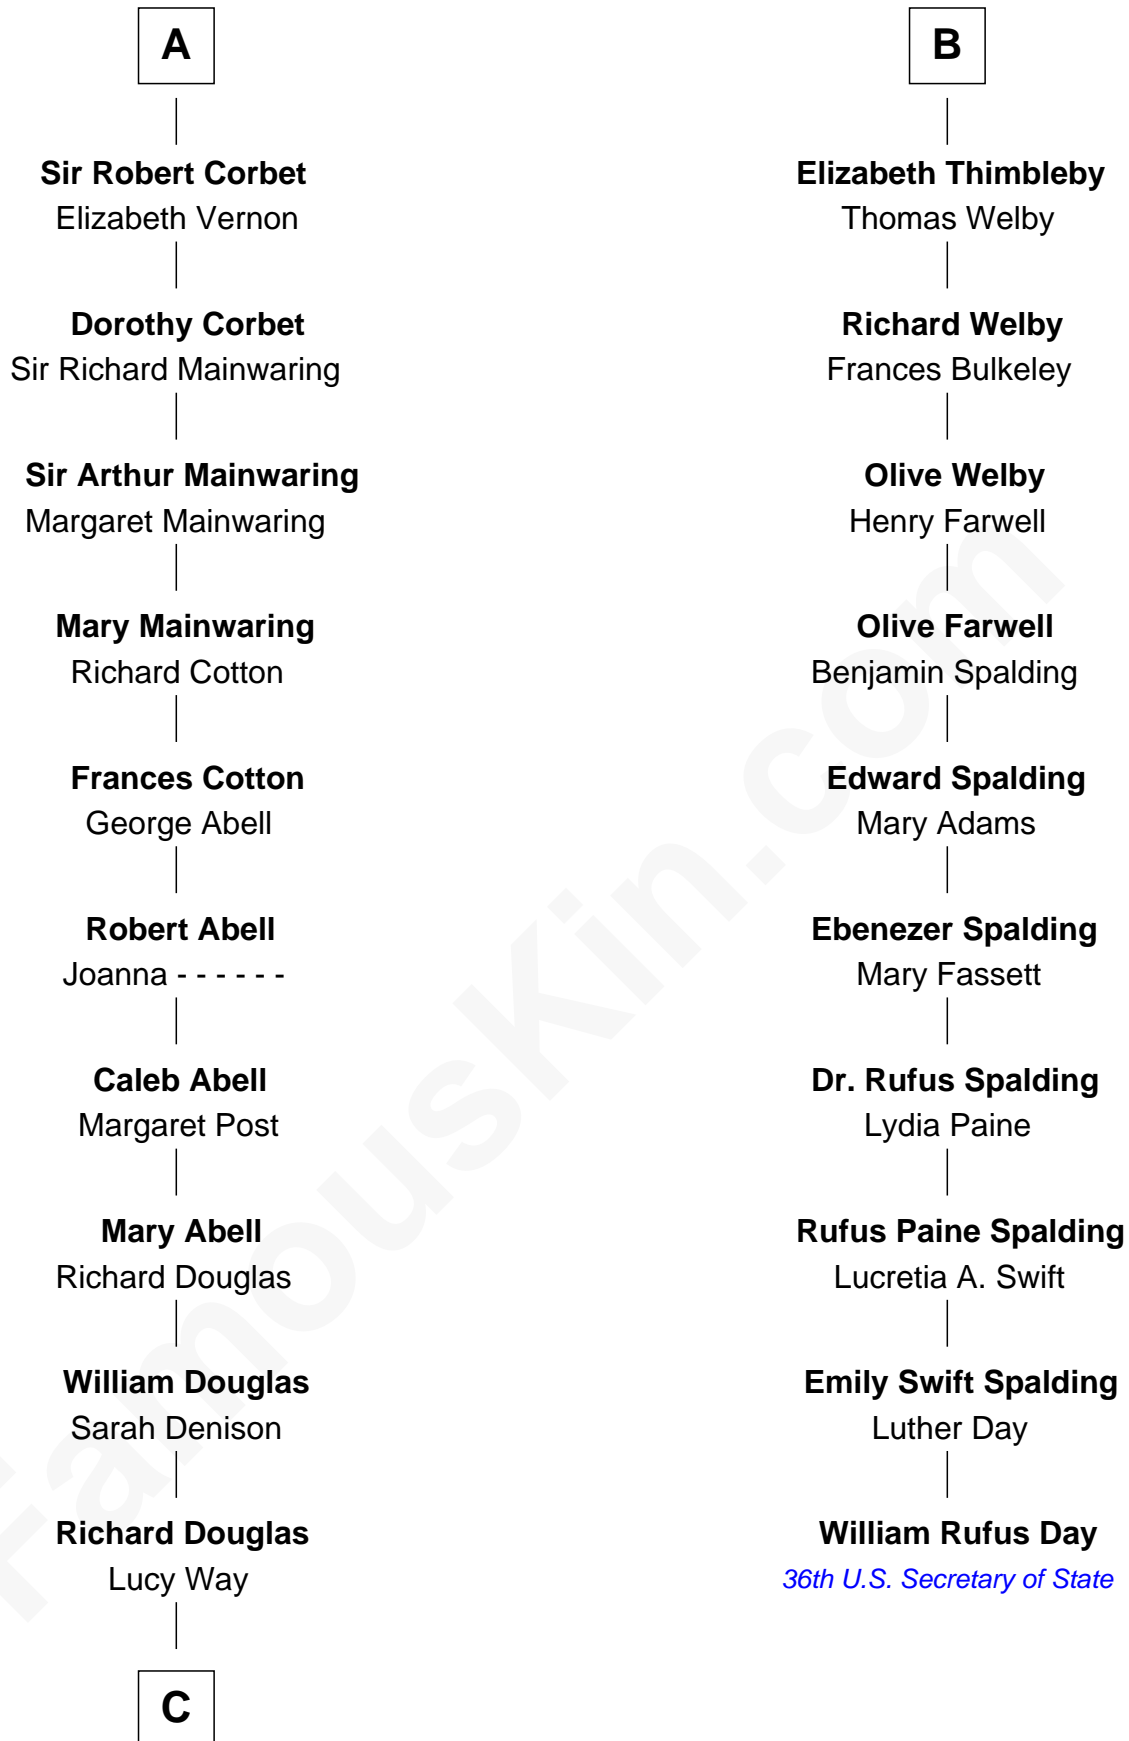 A
Sir Robert Corbet
Elizabeth Vernon
Dorothy Corbet
Sir Richard Mainwaring
Sir Arthur Mainwaring
Margaret Mainwaring
Mary Mainwaring
Richard Cotton
Frances Cotton
George Abell
Robert Abell
Joanna - - - - - -
Caleb Abell
Margaret Post
Mary Abell
Richard Douglas
William Douglas
Sarah Denison
Richard Douglas
Lucy Way
C
B
Elizabeth Thimbleby
Thomas Welby
Richard Welby
Frances Bulkeley
Olive Welby
Henry Farwell
Olive Farwell
Benjamin Spalding
Edward Spalding
Mary Adams
Ebenezer Spalding
Mary Fassett
Dr. Rufus Spalding
Lydia Paine
Rufus Paine Spalding
Lucretia A. Swift
Emily Swift Spalding
Luther Day
William Rufus Day
36th U.S. Secretary of State
FamousKin.com